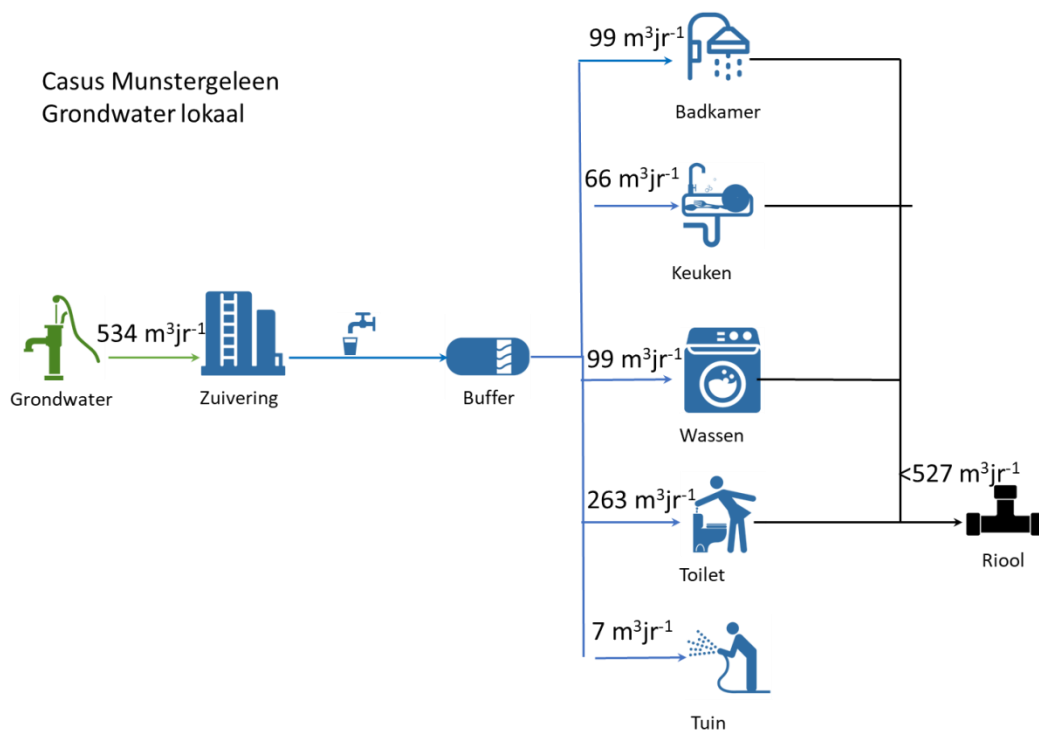 Casus Munstergeleen
Grondwater lokaal
99 m³jr⁻¹
Badkamer
66 m³jr⁻¹
Keuken
534 m³jr⁻¹
Grondwater
Zuivering
Buffer
99 m³jr⁻¹
Wassen
263 m³jr⁻¹
Toilet
<527 m³jr⁻¹
Riool
7 m³jr⁻¹
Tuin